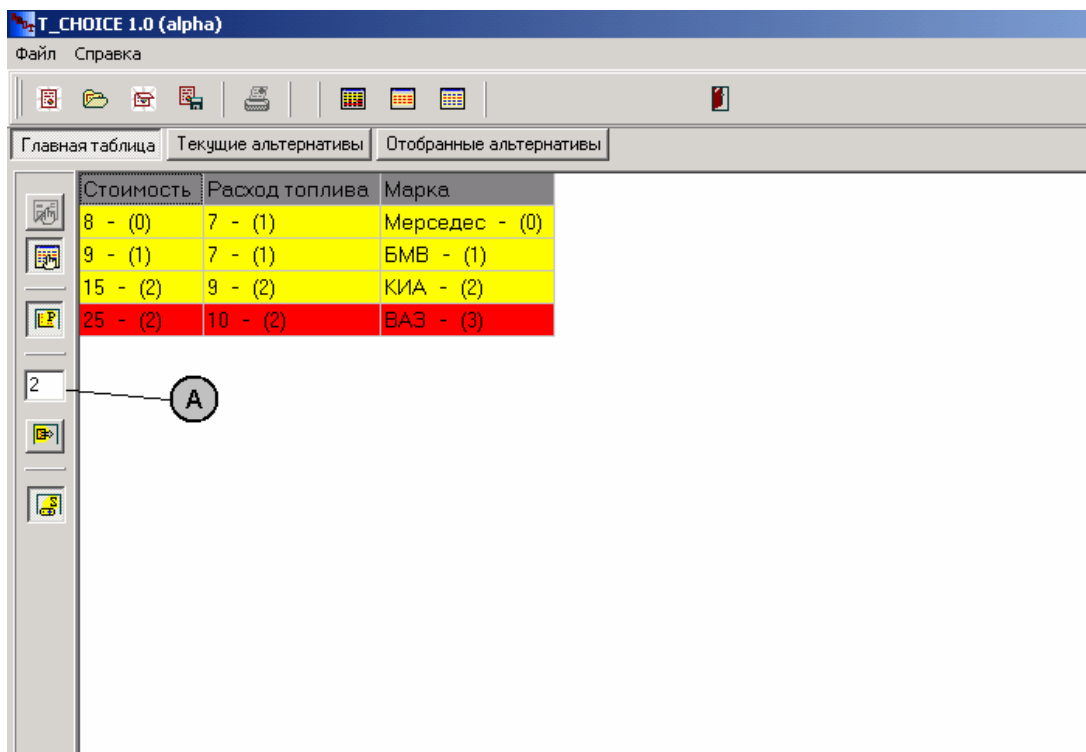 T_CHOICE 1.0 (alpha)
Файл Справка
Главная таблица Текущие альтернативы Отобранные альтернативы
Стоимость Расход топлива Марка
8 - (0) 7 - (1) Мерседес - (0)
9 - (1) 7 - (1) БМВ - (1)
15 - (2) 9 - (2) КИА - (2)
P 25 - (2) 10 - (2) ВАЗ - (3)
2
A
S